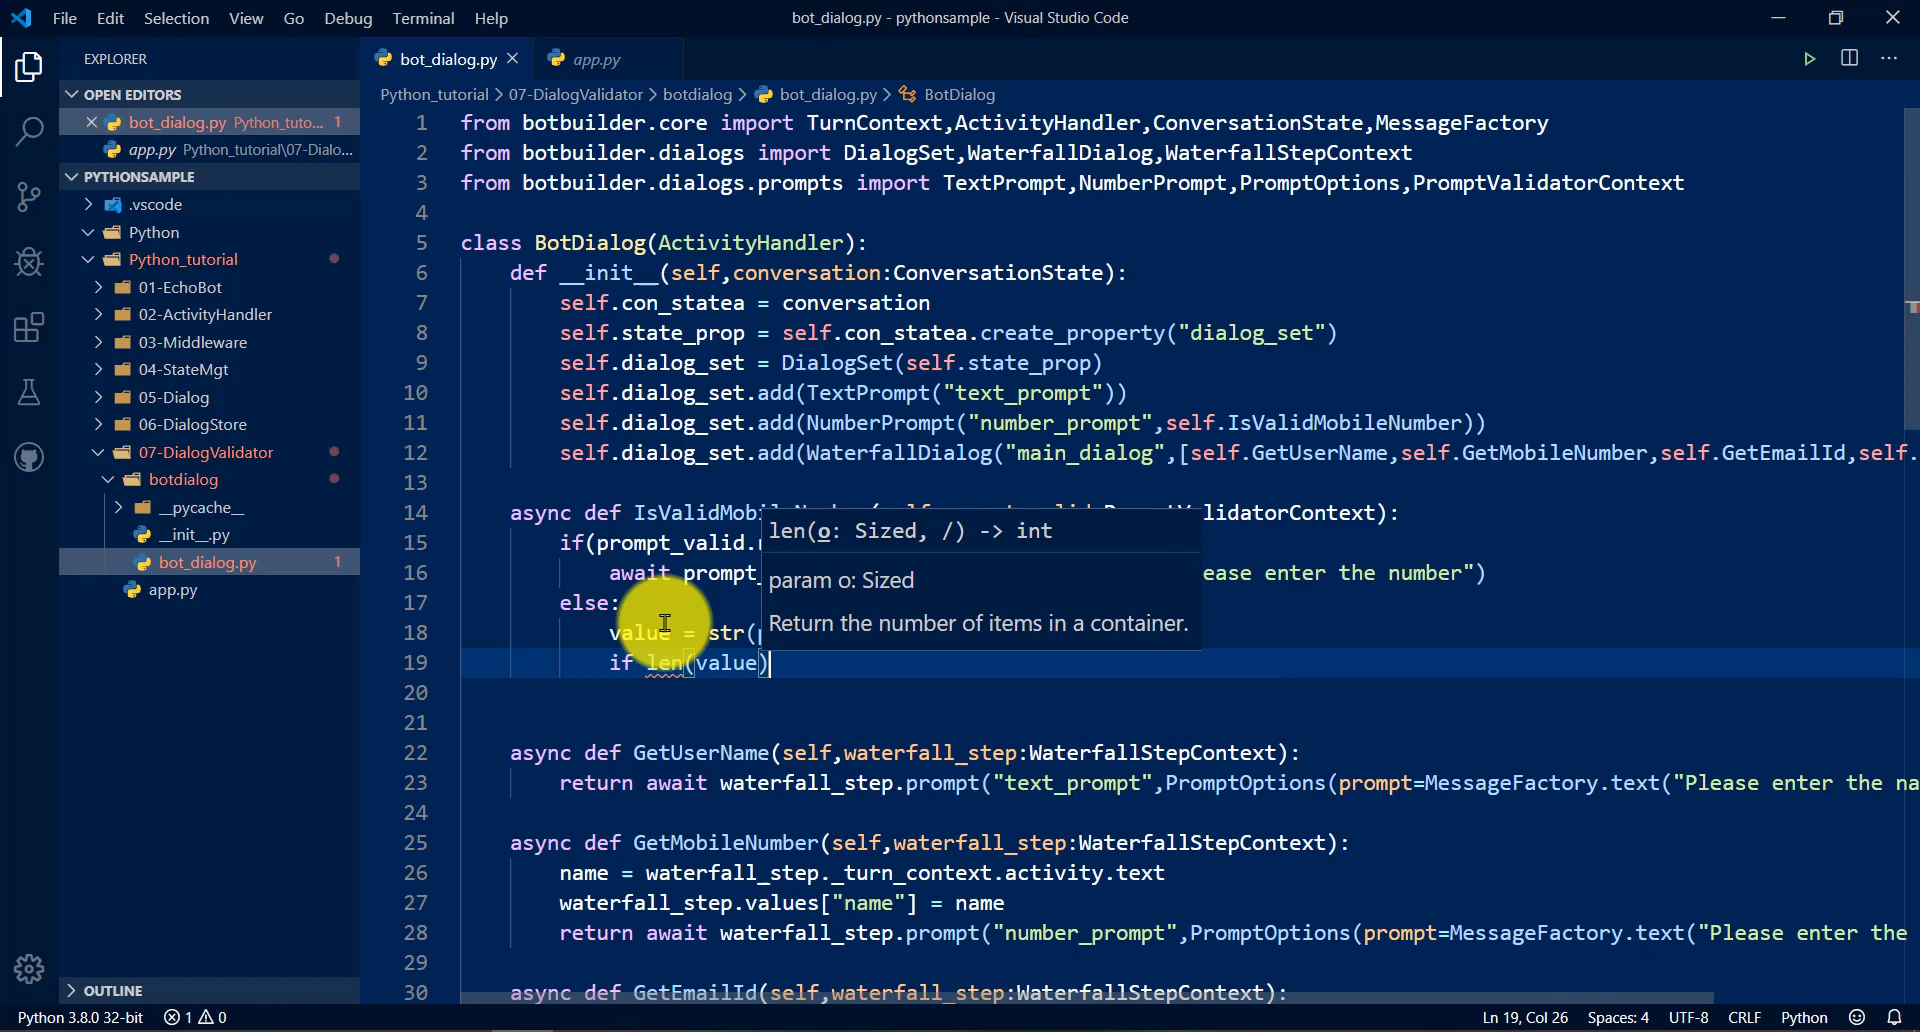 File Edit Selection View Go Debug Terminal Help
bot_dialog.py - pythonsample - Visual Studio Code
EXPLORER
OPEN EDITORS
bot_dialog.py Python_tuto... 1
app.py Python_tutorial\07-Dialo...
PYTHONSAMPLE
.vscode
Python
Python_tutorial
01-EchoBot
02-ActivityHandler
03-Middleware
04-StateMgt
05-Dialog
06-DialogStore
07-DialogValidator
botdialog
__pycache__
__init__.py
bot_dialog.py 1
app.py
OUTLINE
bot_dialog.py app.py
Python_tutorial > 07-DialogValidator > botdialog > bot_dialog.py > BotDialog
1 from botbuilder.core import TurnContext,ActivityHandler,ConversationState,MessageFactory
2 from botbuilder.dialogs import DialogSet,WaterfallDialog,WaterfallStepContext
3 from botbuilder.dialogs.prompts import TextPrompt,NumberPrompt,PromptOptions,PromptValidatorContext
4
5 class BotDialog(ActivityHandler):
6 def __init__(self,conversation:ConversationState):
7 self.con_statea = conversation
8 self.state_prop = self.con_statea.create_property("dialog_set")
9 self.dialog_set = DialogSet(self.state_prop)
10 self.dialog_set.add(TextPrompt("text_prompt"))
11 self.dialog_set.add(NumberPrompt("number_prompt",self.IsValidMobileNumber))
12 self.dialog_set.add(WaterfallDialog("main_dialog",[self.GetUserName,self.GetMobileNumber,self.GetEmailId,self.
13
14 async def IsValidMobi lidatorContext):
15 if(prompt_valid.
16 await prompt_ ease enter the number")
17 else:
18 value = str(
19 if len(value)
20
21
22 async def GetUserName(self,waterfall_step:WaterfallStepContext):
23 return await waterfall_step.prompt("text_prompt",PromptOptions(prompt=MessageFactory.text("Please enter the na
24
25 async def GetMobileNumber(self,waterfall_step:WaterfallStepContext):
26 name = waterfall_step._turn_context.activity.text
27 waterfall_step.values["name"] = name
28 return await waterfall_step.prompt("number_prompt",PromptOptions(prompt=MessageFactory.text("Please enter the
29
30 async def GetEmailId(self,waterfall_step:WaterfallStepContext):
len(o: Sized, /) -> int
param o: Sized
Return the number of items in a container.
Python 3.8.0 32-bit 1 0
Ln 19, Col 26 Spaces: 4 UTF-8 CRLF Python